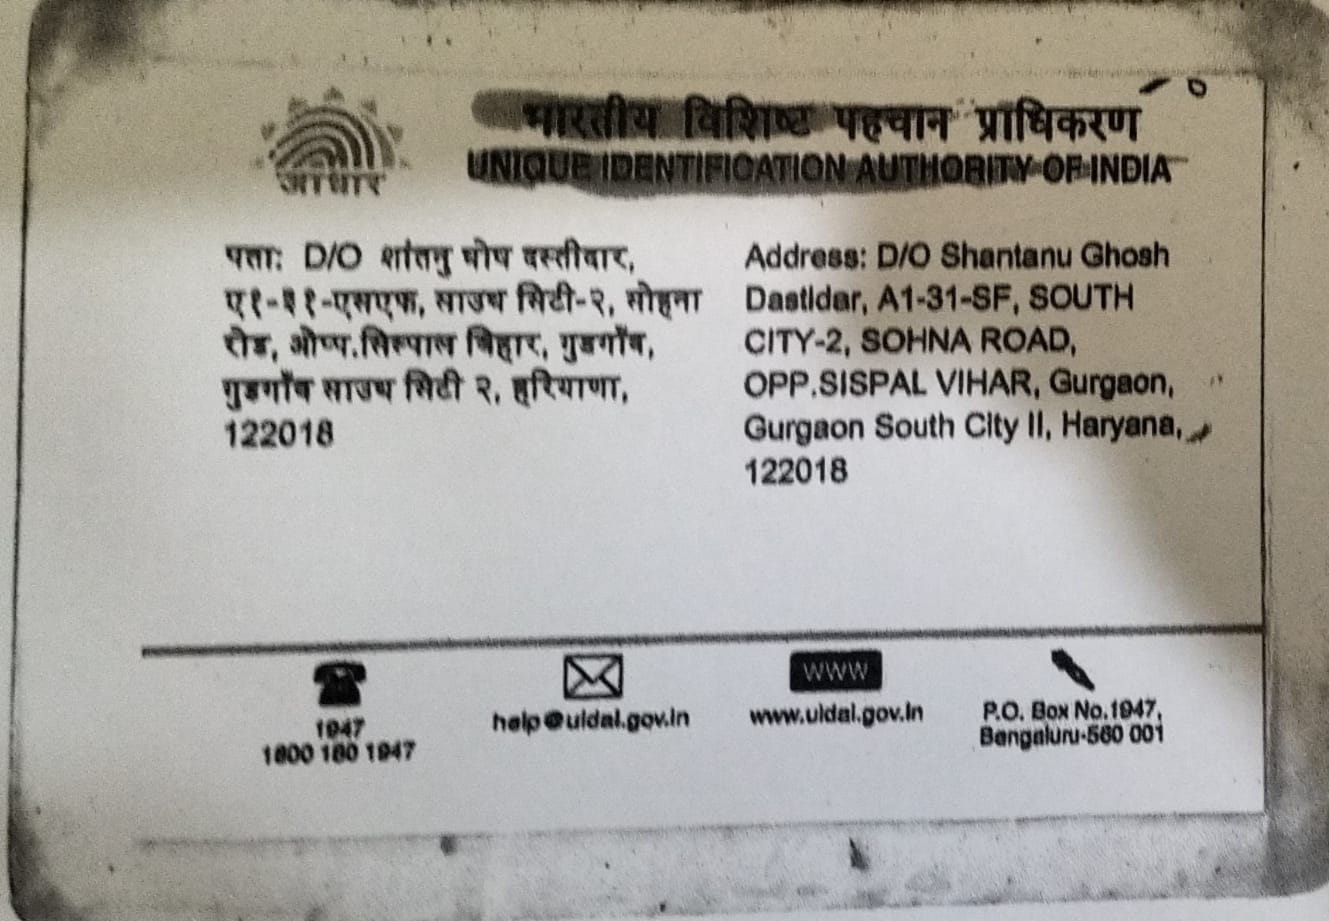 आधार
भारतीय विशिष्ट पहचान प्राधिकरण
UNIQUE IDENTIFICATION AUTHORITY OF INDIA
पता: D/O शांतनु घोष दस्तीदार,
ए१-३१-एसएफ, साउथ सिटी-२, सोहना
रोड, ओप्प.सिस्पाल विहार, गुडगाँव,
गुडगाँव साउथ सिटी २, हरियाणा,
122018
Address: D/O Shantanu Ghosh
Dastidar, A1-31-SF, SOUTH
CITY-2, SOHNA ROAD,
OPP.SISPAL VIHAR, Gurgaon,
Gurgaon South City II, Haryana,
122018
1947
1800 180 1947
help@uidai.gov.in
www
www.uidai.gov.in
P.O. Box No.1947,
Bengaluru-560 001